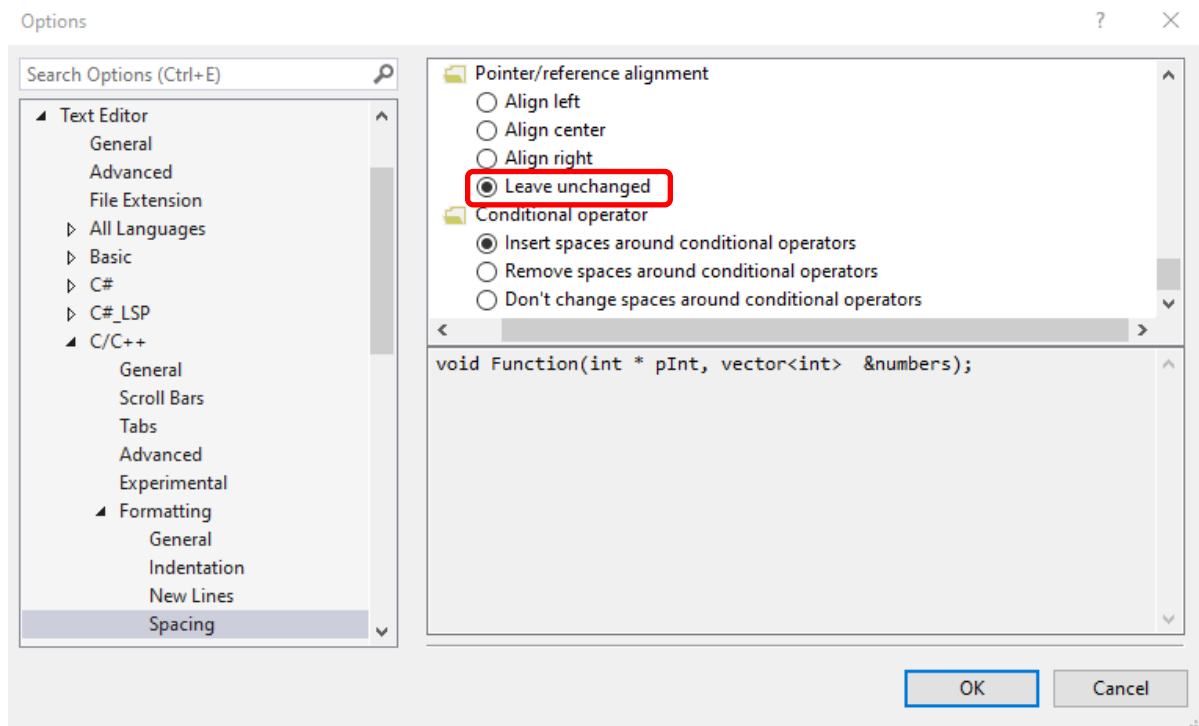 Options
?
Search Options (Ctrl+E)
Text Editor
General
Advanced
File Extension
All Languages
Basic
C#
C#_LSP
C/C++
General
Scroll Bars
Tabs
Advanced
Experimental
Formatting
General
Indentation
New Lines
Spacing
Pointer/reference alignment
Align left
Align center
Align right
Leave unchanged
Conditional operator
Insert spaces around conditional operators
Remove spaces around conditional operators
Don't change spaces around conditional operators
void Function(int * pInt, vector<int>  &numbers);
OK
Cancel